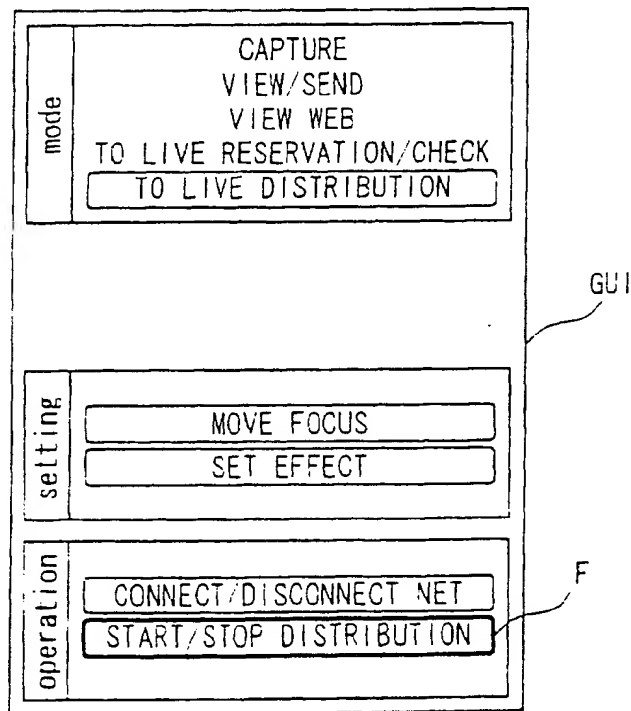 mode
CAPTURE
VIEW/SEND
VIEW WEB
TO LIVE RESERVATION/CHECK
TO LIVE DISTRIBUTION
GUI
setting
MOVE FOCUS
SET EFFECT
operation
CONNECT/DISCONNECT NET
START/STOP DISTRIBUTION
F